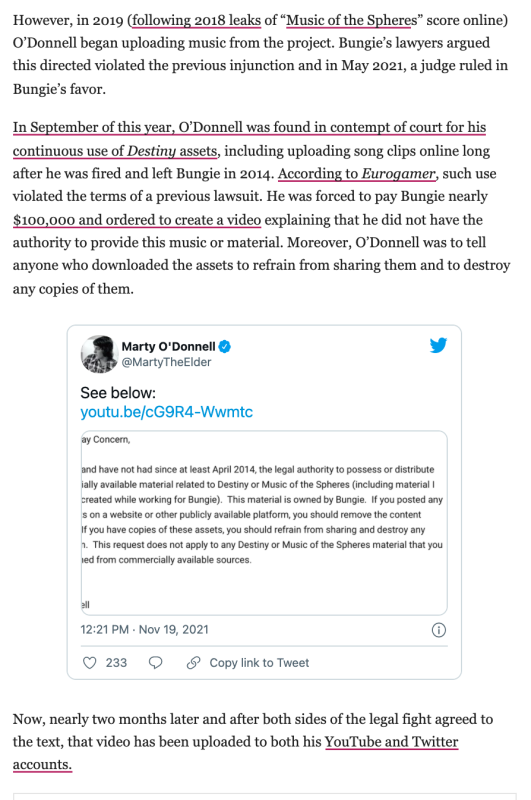 However, in 2019 (following 2018 leaks of “Music of the Spheres” score online)
O’Donnell began uploading music from the project. Bungie’s lawyers argued
this directed violated the previous injunction and in May 2021, a judge ruled in
Bungie’s favor.
In September of this year, O’Donnell was found in contempt of court for his
continuous use of Destiny assets, including uploading song clips online long
after he was fired and left Bungie in 2014. According to Eurogamer, such use
violated the terms of a previous lawsuit. He was forced to pay Bungie nearly
$100,000 and ordered to create a video explaining that he did not have the
authority to provide this music or material. Moreover, O’Donnell was to tell
anyone who downloaded the assets to refrain from sharing them and to destroy
any copies of them.
Marty O'Donnell
@MartyTheElder
See below:
youtu.be/cG9R4-Wwmtc
ay Concern,
and have not had since at least April 2014, the legal authority to possess or distribute
ially available material related to Destiny or Music of the Spheres (including material I
created while working for Bungie). This material is owned by Bungie. If you posted any
s on a website or other publicly available platform, you should remove the content
If you have copies of these assets, you should refrain from sharing and destroy any
. This request does not apply to any Destiny or Music of the Spheres material that you
ned from commercially available sources.
ell
12:21 PM · Nov 19, 2021
233
Copy link to Tweet
Now, nearly two months later and after both sides of the legal fight agreed to
the text, that video has been uploaded to both his YouTube and Twitter
accounts.